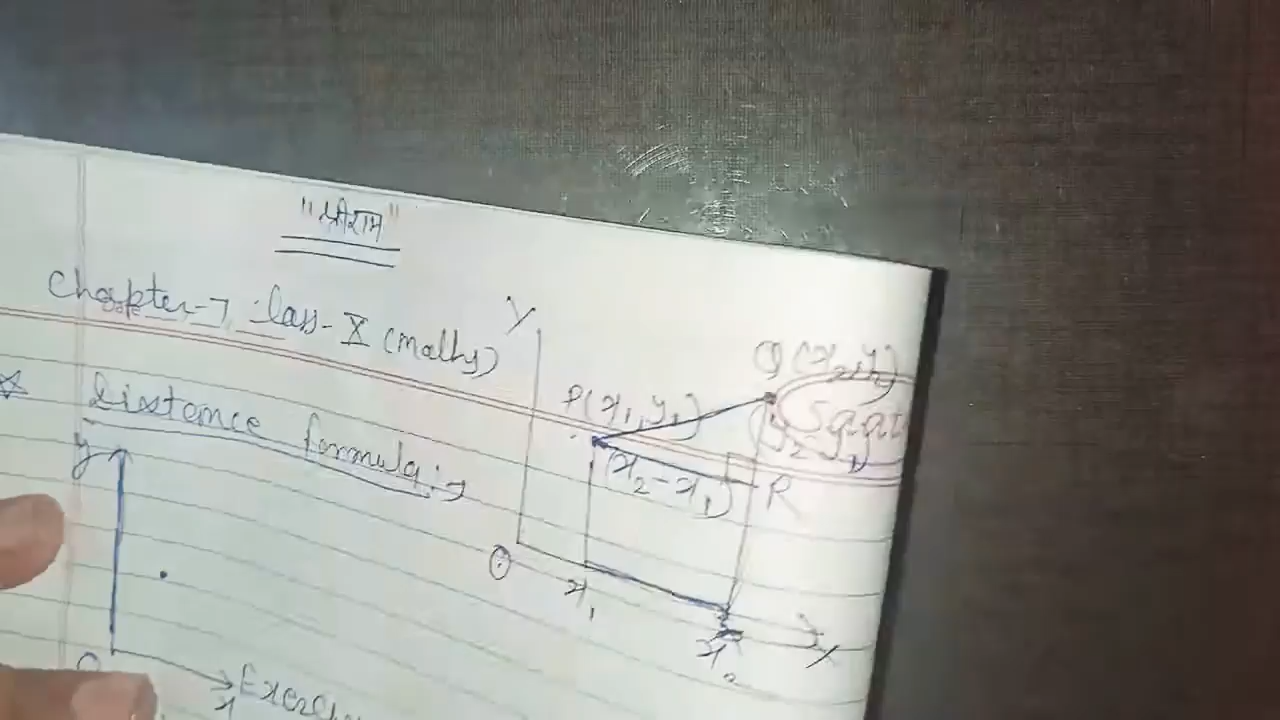 "श्रीराम"
Chapter-7, Class-X (maths)
Distance formula:→
y
O
x
Y
P(x₁, y₁)
Q(x₂, y₂)
(x₂-x₁)
R
O
x₁
x₂
X